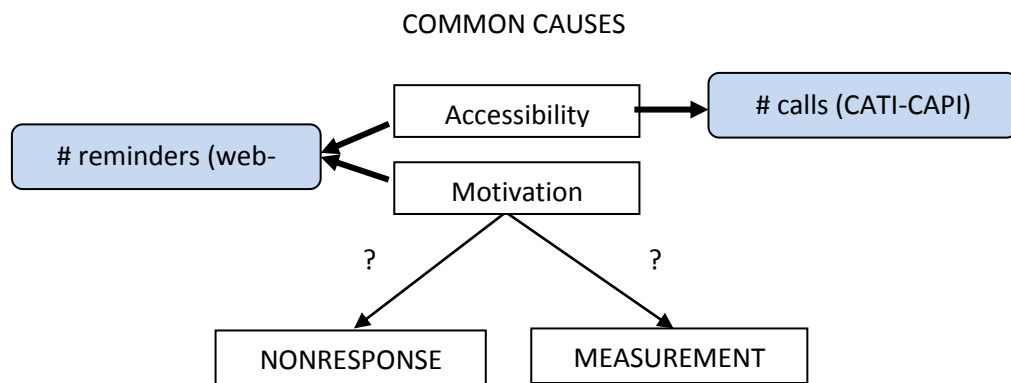 COMMON CAUSES
Accessibility
# calls (CATI-CAPI)
# reminders (web-
Motivation
?
?
NONRESPONSE
MEASUREMENT